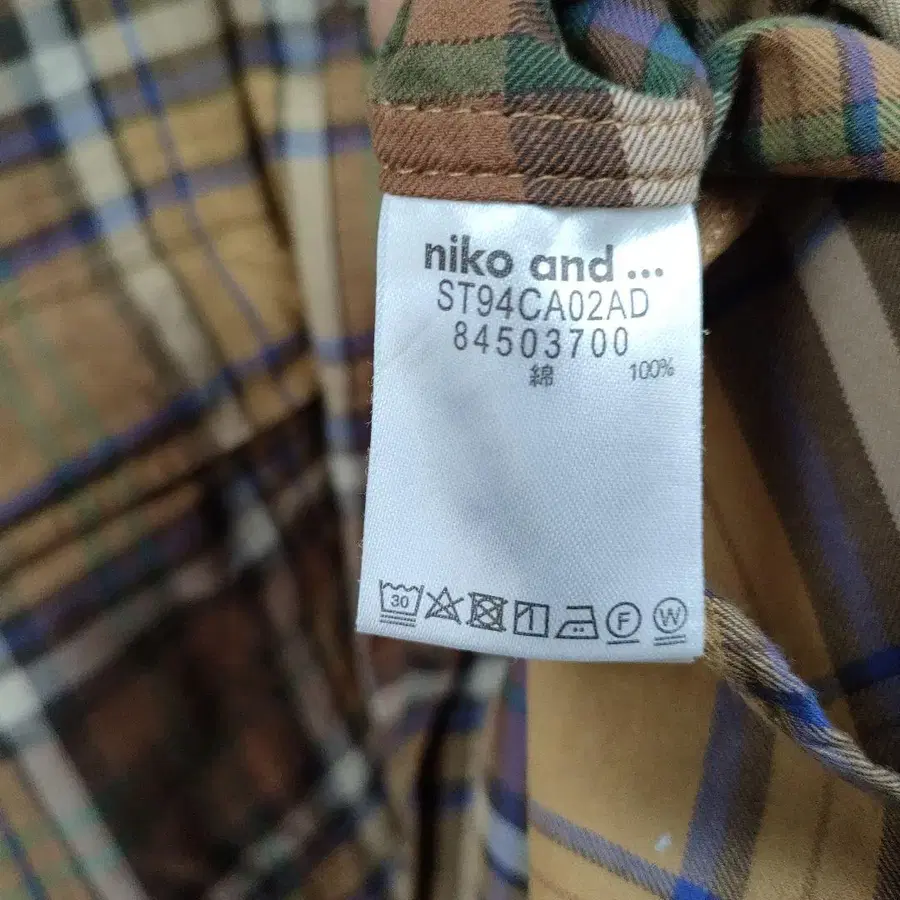 niko and ...
ST94CA02AD
84503700
綿 100%
30
F W